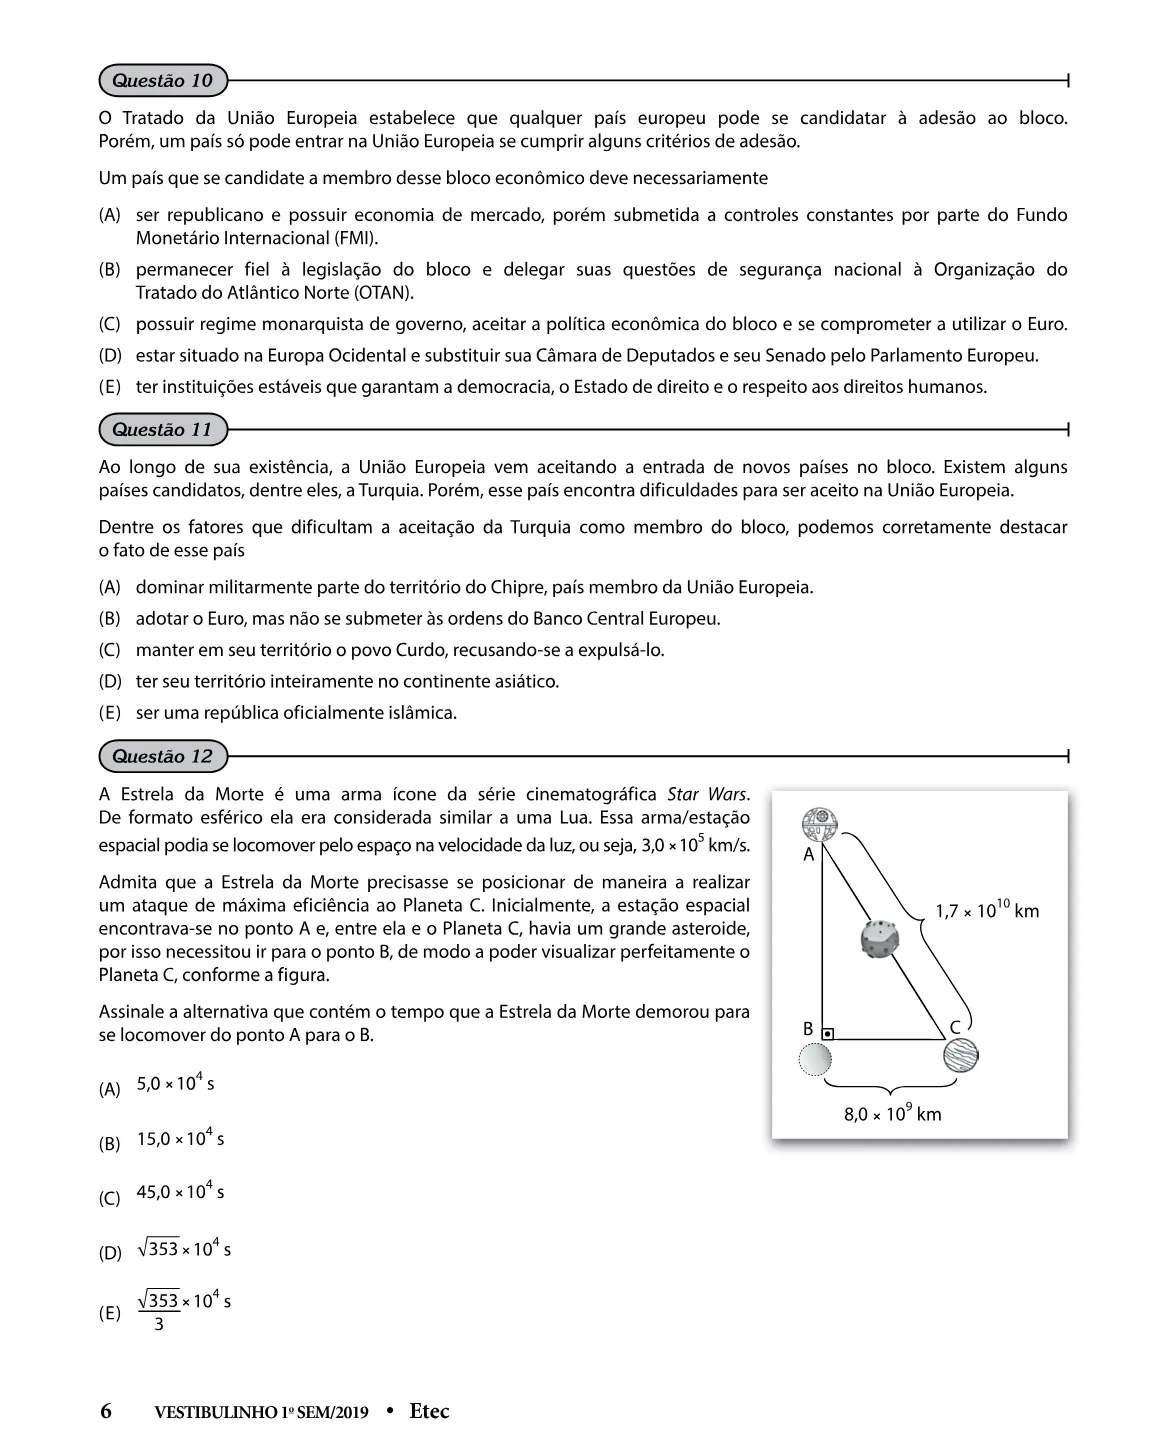 Questão 10
O Tratado da União Europeia estabelece que qualquer país europeu pode se candidatar à adesão ao bloco.
Porém, um país só pode entrar na União Europeia se cumprir alguns critérios de adesão.
Um país que se candidate a membro desse bloco econômico deve necessariamente
(A) ser republicano e possuir economia de mercado, porém submetida a controles constantes por parte do Fundo
Monetário Internacional (FMI).
(B) permanecer fiel à legislação do bloco e delegar suas questões de segurança nacional à Organização do
Tratado do Atlântico Norte (OTAN).
(C) possuir regime monarquista de governo, aceitar a política econômica do bloco e se comprometer a utilizar o Euro.
(D) estar situado na Europa Ocidental e substituir sua Câmara de Deputados e seu Senado pelo Parlamento Europeu.
(E) ter instituições estáveis que garantam a democracia, o Estado de direito e o respeito aos direitos humanos.
Questão 11
Ao longo de sua existência, a União Europeia vem aceitando a entrada de novos países no bloco. Existem alguns
países candidatos, dentre eles, a Turquia. Porém, esse país encontra dificuldades para ser aceito na União Europeia.
Dentre os fatores que dificultam a aceitação da Turquia como membro do bloco, podemos corretamente destacar
o fato de esse país
(A) dominar militarmente parte do território do Chipre, país membro da União Europeia.
(B) adotar o Euro, mas não se submeter às ordens do Banco Central Europeu.
(C) manter em seu território o povo Curdo, recusando-se a expulsá-lo.
(D) ter seu território inteiramente no continente asiático.
(E) ser uma república oficialmente islâmica.
Questão 12
A Estrela da Morte é uma arma ícone da série cinematográfica Star Wars.
De formato esférico ela era considerada similar a uma Lua. Essa arma/estação
espacial podia se locomover pelo espaço na velocidade da luz, ou seja, 3,0 × 10⁵ km/s.
Admita que a Estrela da Morte precisasse se posicionar de maneira a realizar
um ataque de máxima eficiência ao Planeta C. Inicialmente, a estação espacial
encontrava-se no ponto A e, entre ela e o Planeta C, havia um grande asteroide,
por isso necessitou ir para o ponto B, de modo a poder visualizar perfeitamente o
Planeta C, conforme a figura.
Assinale a alternativa que contém o tempo que a Estrela da Morte demorou para
se locomover do ponto A para o B.
(A) 5,0 × 10⁴ s
(B) 15,0 × 10⁴ s
(C) 45,0 × 10⁴ s
(D) √353 × 10⁴ s
(E) √353 × 10⁴ s
3
A
1,7 × 10¹⁰ km
B
C
8,0 × 10⁹ km
6 VESTIBULINHO 1º SEM/2019 • Etec